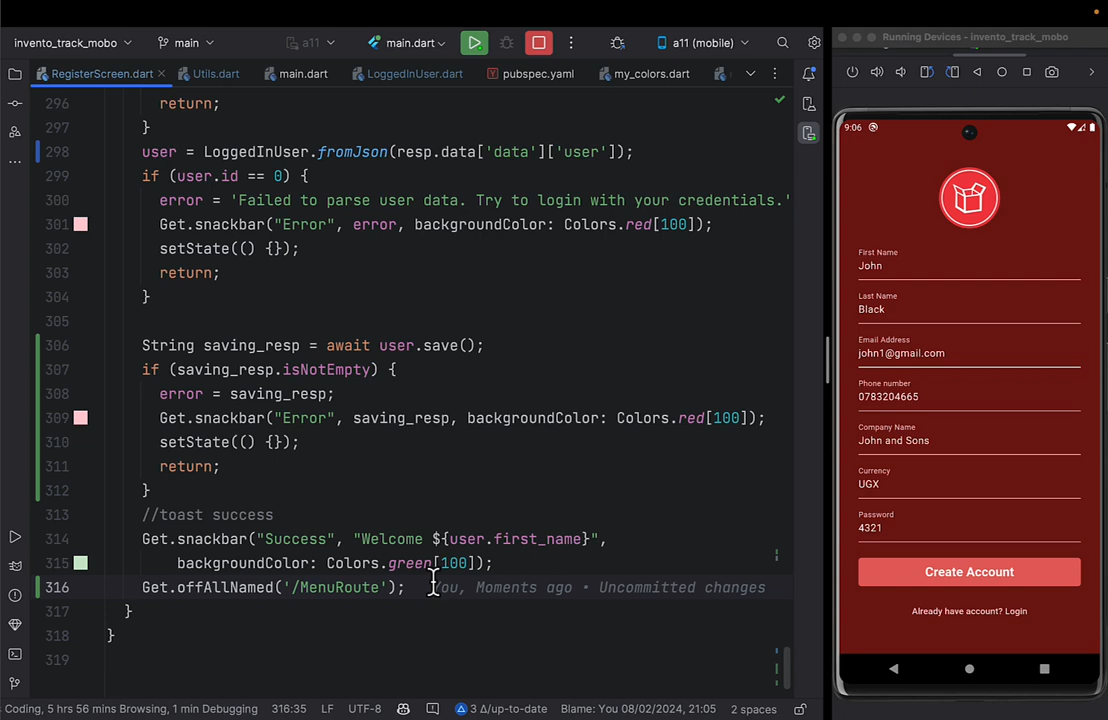 invento_track_mobo
main
a11
main.dart
a11 (mobile)
Running Devices - invento_track_mobo
RegisterScreen.dart
Utils.dart
main.dart
LoggedInUser.dart
pubspec.yaml
my_colors.dart
296 return;
297 }
298 user = LoggedInUser.fromJson(resp.data['data']['user']);
299 if (user.id == 0) {
300 error = 'Failed to parse user data. Try to login with your credentials.'
301 Get.snackbar("Error", error, backgroundColor: Colors.red[100]);
302 setState(() {});
303 return;
304 }
305
306 String saving_resp = await user.save();
307 if (saving_resp.isNotEmpty) {
308 error = saving_resp;
309 Get.snackbar("Error", saving_resp, backgroundColor: Colors.red[100]);
310 setState(() {});
311 return;
312 }
313 //toast success
314 Get.snackbar("Success", "Welcome ${user.first_name}",
315 backgroundColor: Colors.green[100]);
316 Get.offAllNamed('/MenuRoute'); You, Moments ago • Uncommitted changes
317 }
318 }
319
9:06
First Name
John
Last Name
Black
Email Address
john1@gmail.com
Phone number
0783204665
Company Name
John and Sons
Currency
UGX
Password
4321
Create Account
Already have account? Login
Coding, 5 hrs 56 mins Browsing, 1 min Debugging
316:35
LF
UTF-8
3 Δ/up-to-date
Blame: You 08/02/2024, 21:05
2 spaces